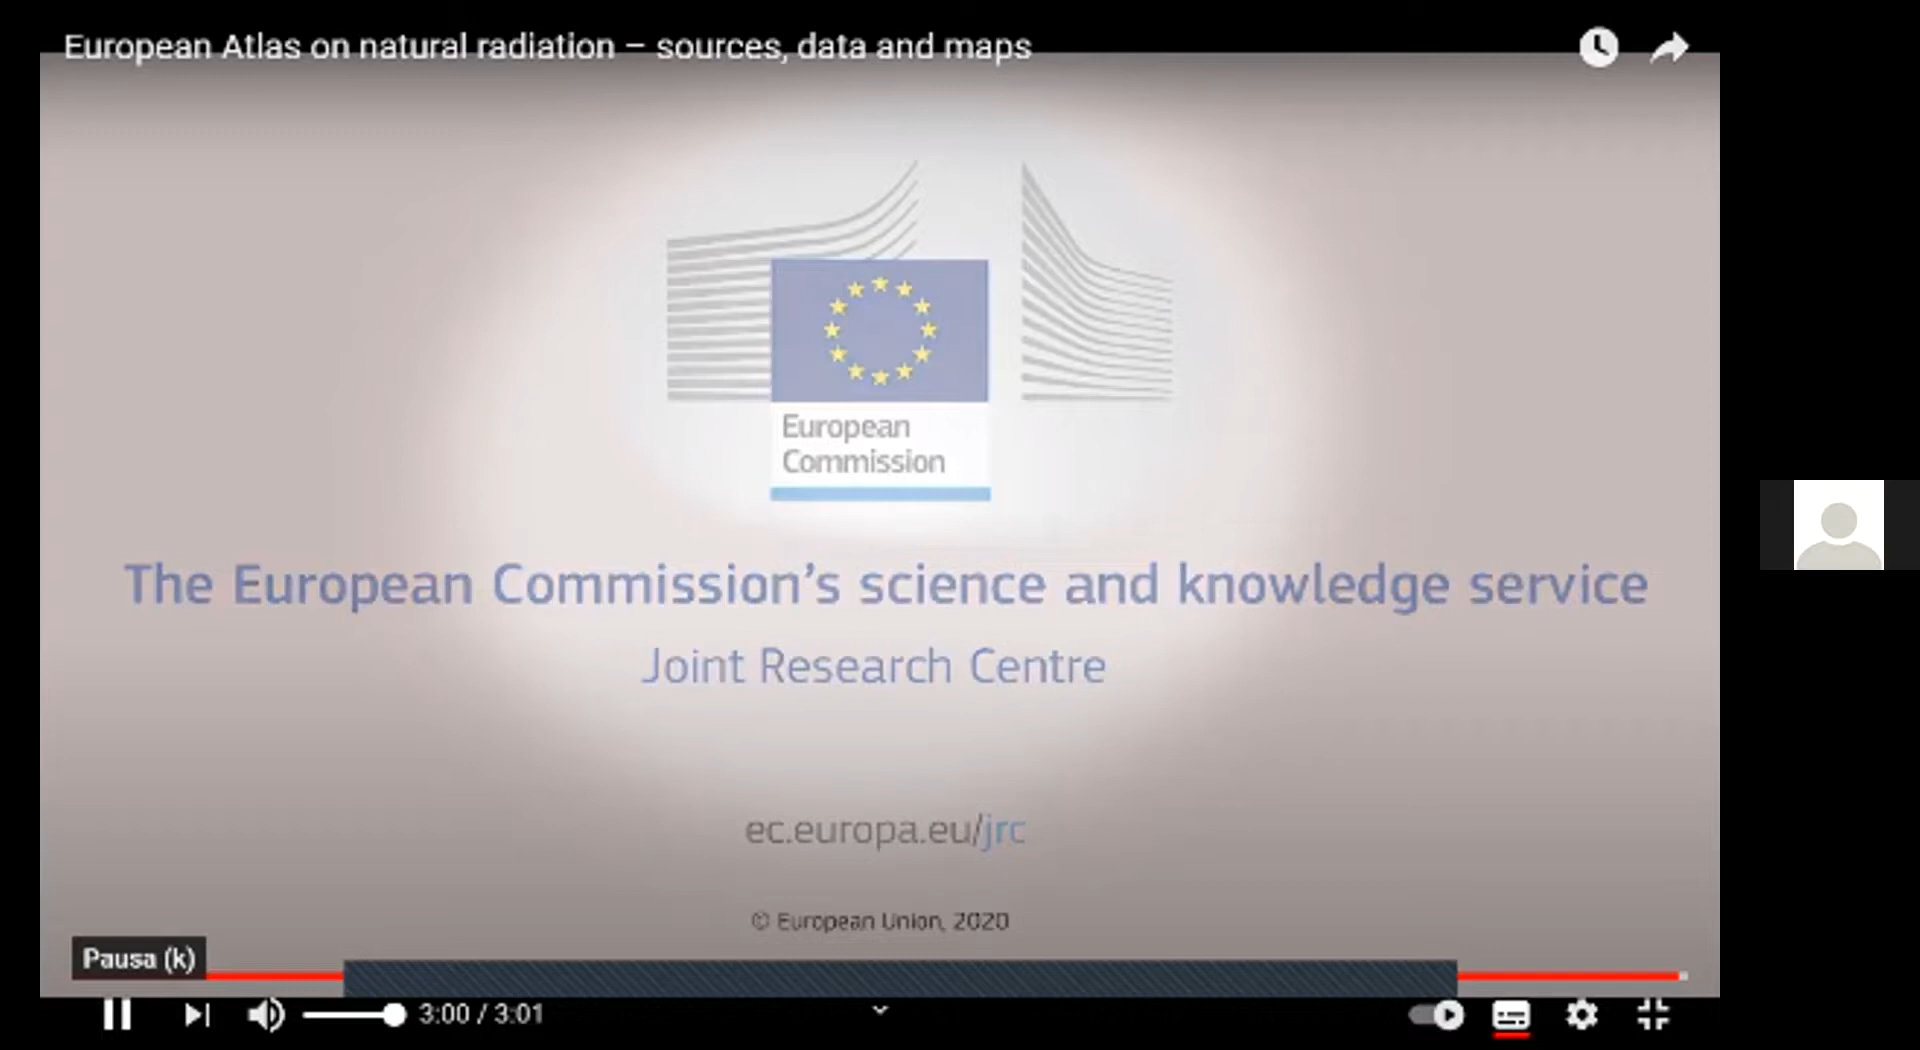 European Atlas on natural radiation – sources, data and maps
European
Commission
The European Commission's science and knowledge service
Joint Research Centre
ec.europa.eu/jrc
© European Union, 2020
Pausa (k)
3:00 / 3:01